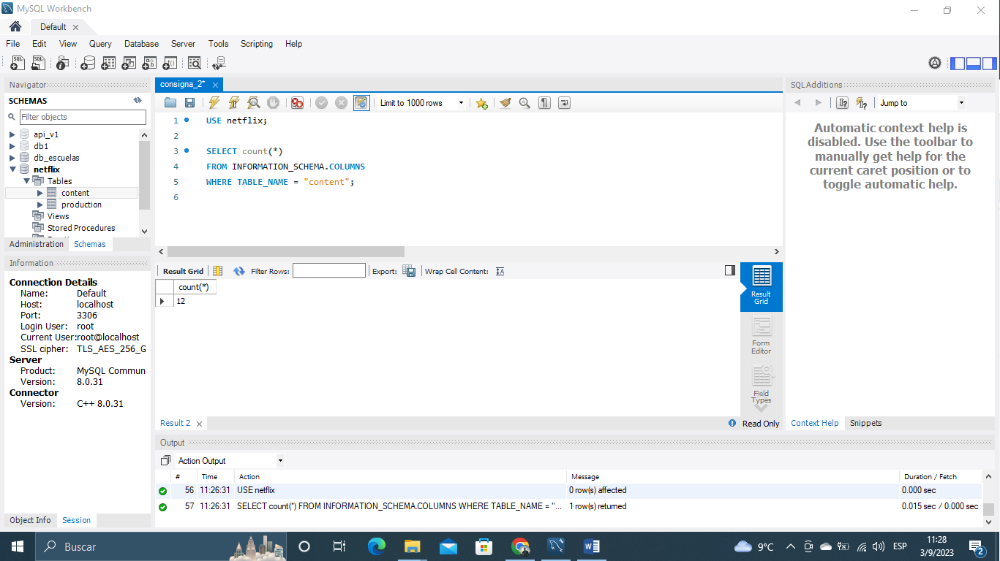 MySQL Workbench
Default
File Edit View Query Database Server Tools Scripting Help
Navigator
SCHEMAS
Filter objects
api_v1
db1
db_escuelas
netflix
Tables
content
production
Views
Stored Procedures
Administration Schemas
Information
Connection Details
Name: Default
Host: localhost
Port: 3306
Login User: root
Current User:root@localhost
SSL cipher: TLS_AES_256_G
Server
Product: MySQL Commun
Version: 8.0.31
Connector
Version: C++ 8.0.31
Object Info Session
consigna_2*
Limit to 1000 rows
1 USE netflix;
2
3 SELECT count(*)
4 FROM INFORMATION_SCHEMA.COLUMNS
5 WHERE TABLE_NAME = "content";
6
Result Grid Filter Rows: Export: Wrap Cell Content:
count(*)
12
Result Grid
Form Editor
Field Types
Result 2
Read Only
SQLAdditions
Jump to
Automatic context help is
disabled. Use the toolbar to
manually get help for the
current caret position or to
toggle automatic help.
Context Help Snippets
Output
Action Output
# Time Action Message Duration / Fetch
56 11:26:31 USE netflix 0 row(s) affected 0.000 sec
57 11:26:31 SELECT count(*) FROM INFORMATION_SCHEMA.COLUMNS WHERE TABLE_NAME = "... 1 row(s) returned 0.015 sec / 0.000 sec
Buscar
9°C
ESP
11:28
3/9/2023
2